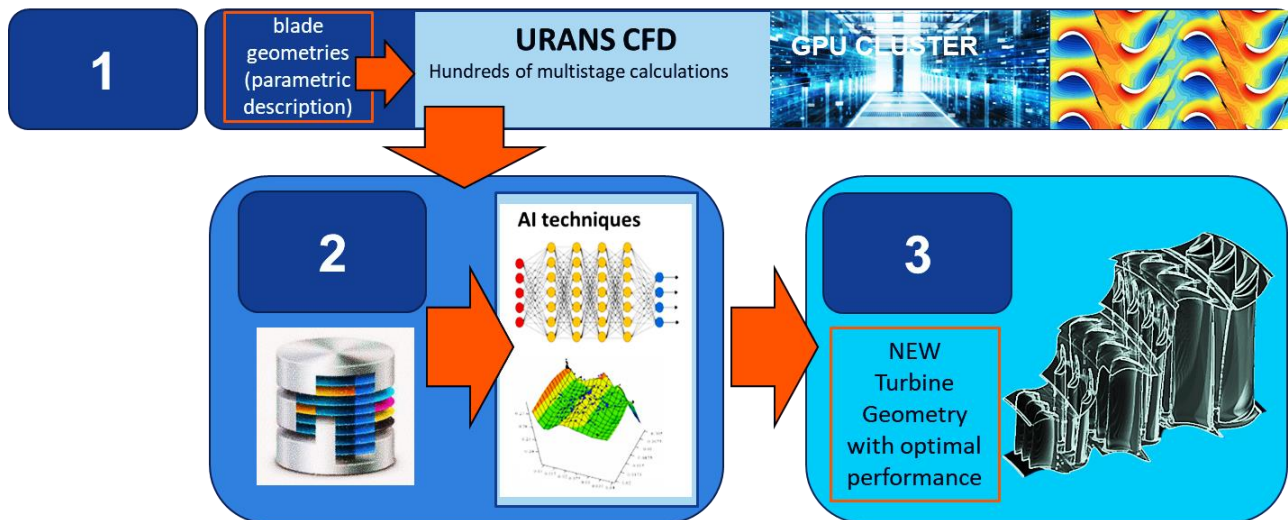 1
blade
geometries
(parametric
description)
URANS CFD
Hundreds of multistage calculations
GPU CLUSTER
2
AI techniques
3
NEW
Turbine
Geometry
with optimal
performance